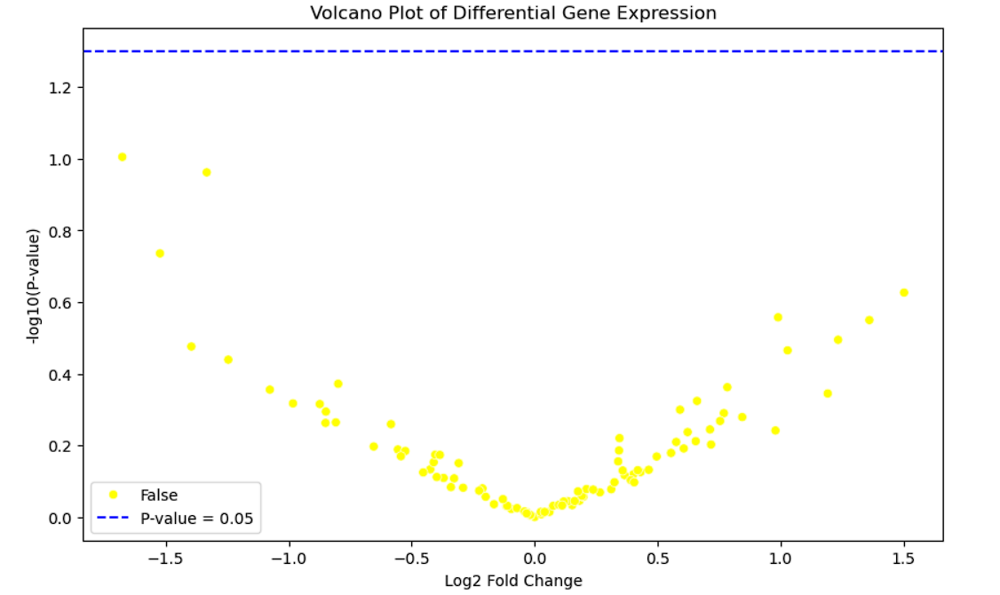 Volcano Plot of Differential Gene Expression
1.2
1.0
0.8
0.6
0.4
0.2
0.0
-log10(P-value)
False
P-value = 0.05
−1.5 −1.0 −0.5 0.0 0.5 1.0 1.5
Log2 Fold Change